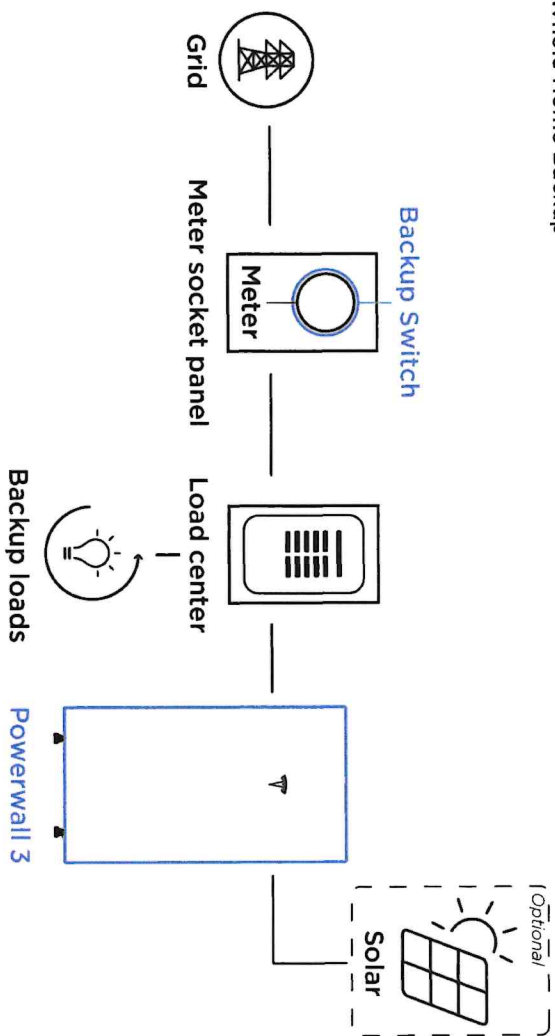 Backup Switch
Optional
Grid
Meter
Meter socket panel
Load center
Solar
Backup loads
Powerwall 3